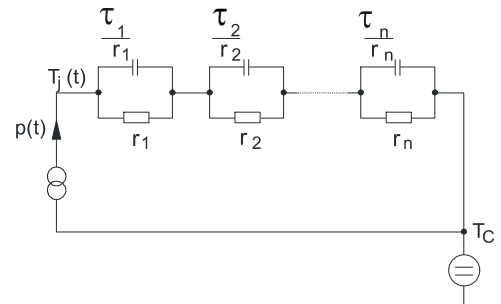 τ1 τ2 τn
r1 r2 rn
Tj (t)
p(t)
r1 r2 rn
TC